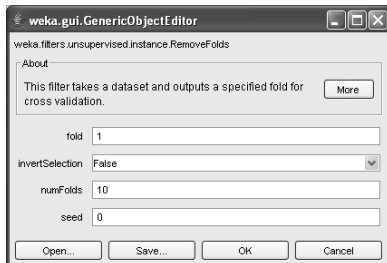 weka.gui.GenericObjectEditor
weka.filters.unsupervised.instance.RemoveFolds
About
This filter takes a dataset and outputs a specified fold for
cross validation.
More
fold 1
invertSelection False
numFolds 10
seed 0
Open... Save... OK Cancel